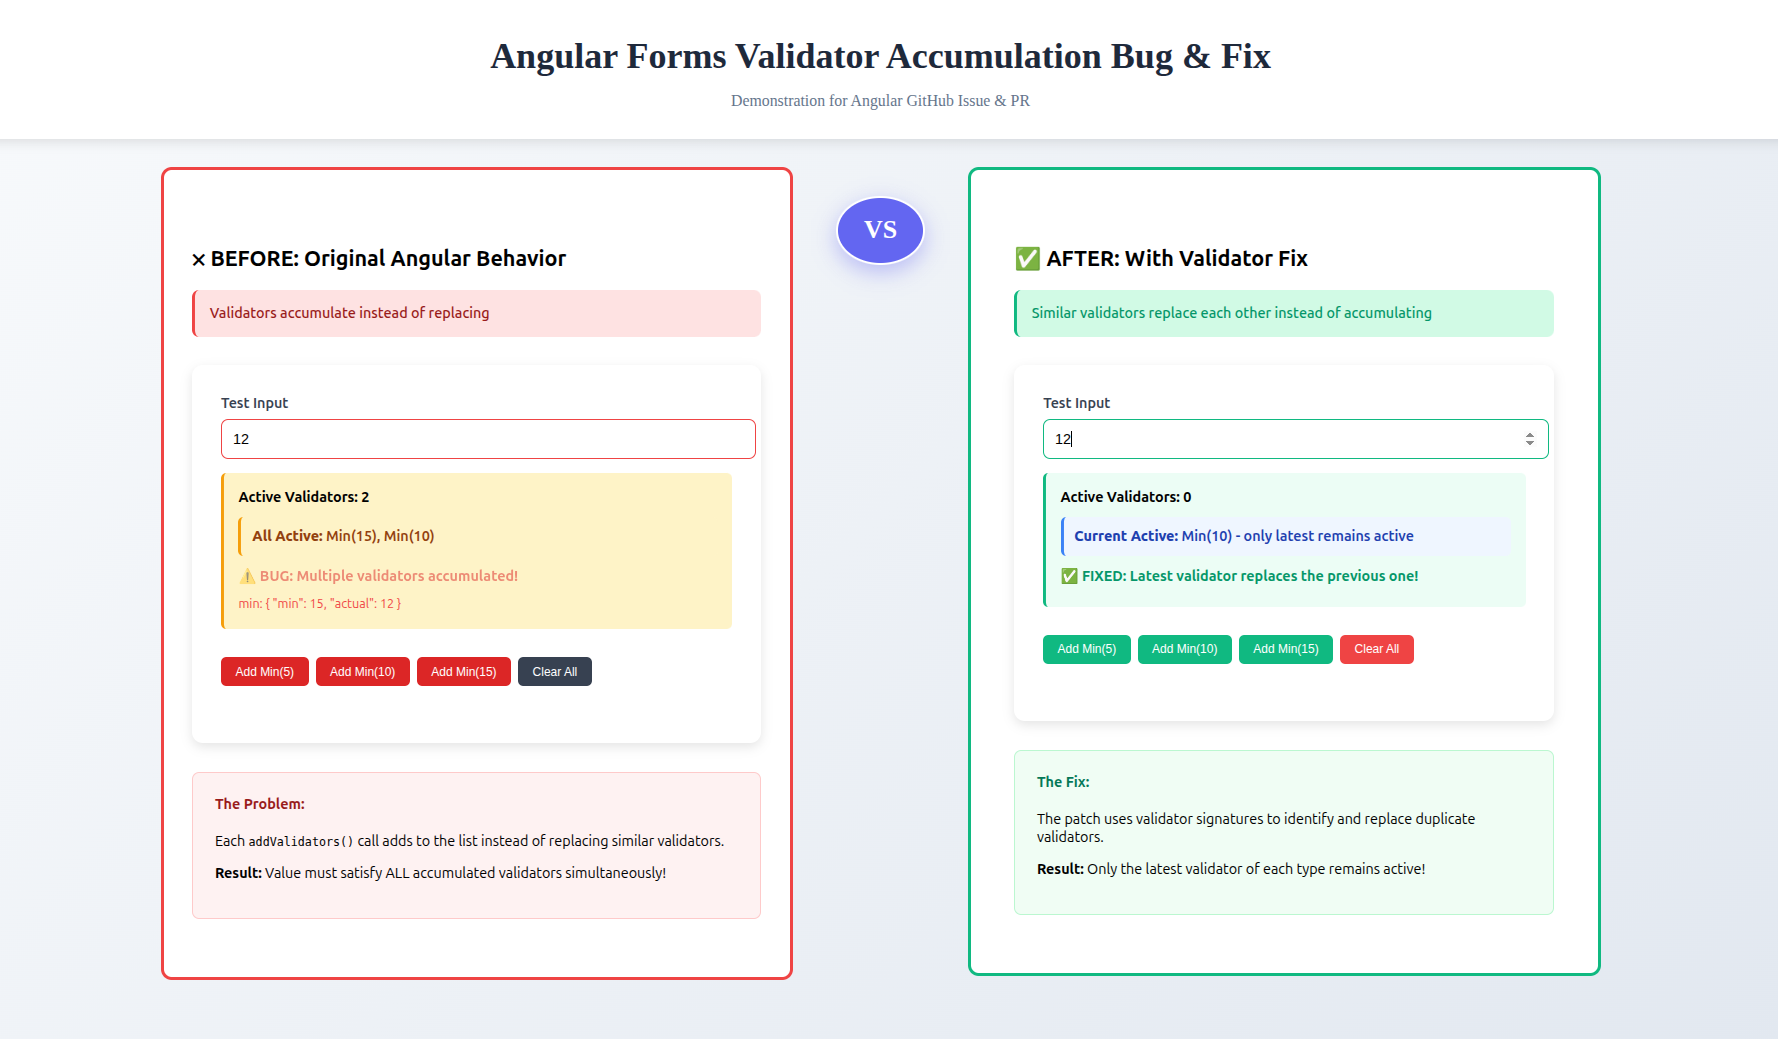 Angular Forms Validator Accumulation Bug & Fix
Demonstration for Angular GitHub Issue & PR
VS
✕ BEFORE: Original Angular Behavior
Validators accumulate instead of replacing
Test Input
12
Active Validators: 2
All Active: Min(15), Min(10)
⚠️ BUG: Multiple validators accumulated!
min: { "min": 15, "actual": 12 }
Add Min(5) Add Min(10) Add Min(15) Clear All
The Problem:
Each addValidators() call adds to the list instead of replacing similar validators.
Result: Value must satisfy ALL accumulated validators simultaneously!
✅ AFTER: With Validator Fix
Similar validators replace each other instead of accumulating
Test Input
12
Active Validators: 0
Current Active: Min(10) - only latest remains active
✅ FIXED: Latest validator replaces the previous one!
Add Min(5) Add Min(10) Add Min(15) Clear All
The Fix:
The patch uses validator signatures to identify and replace duplicate
validators.
Result: Only the latest validator of each type remains active!